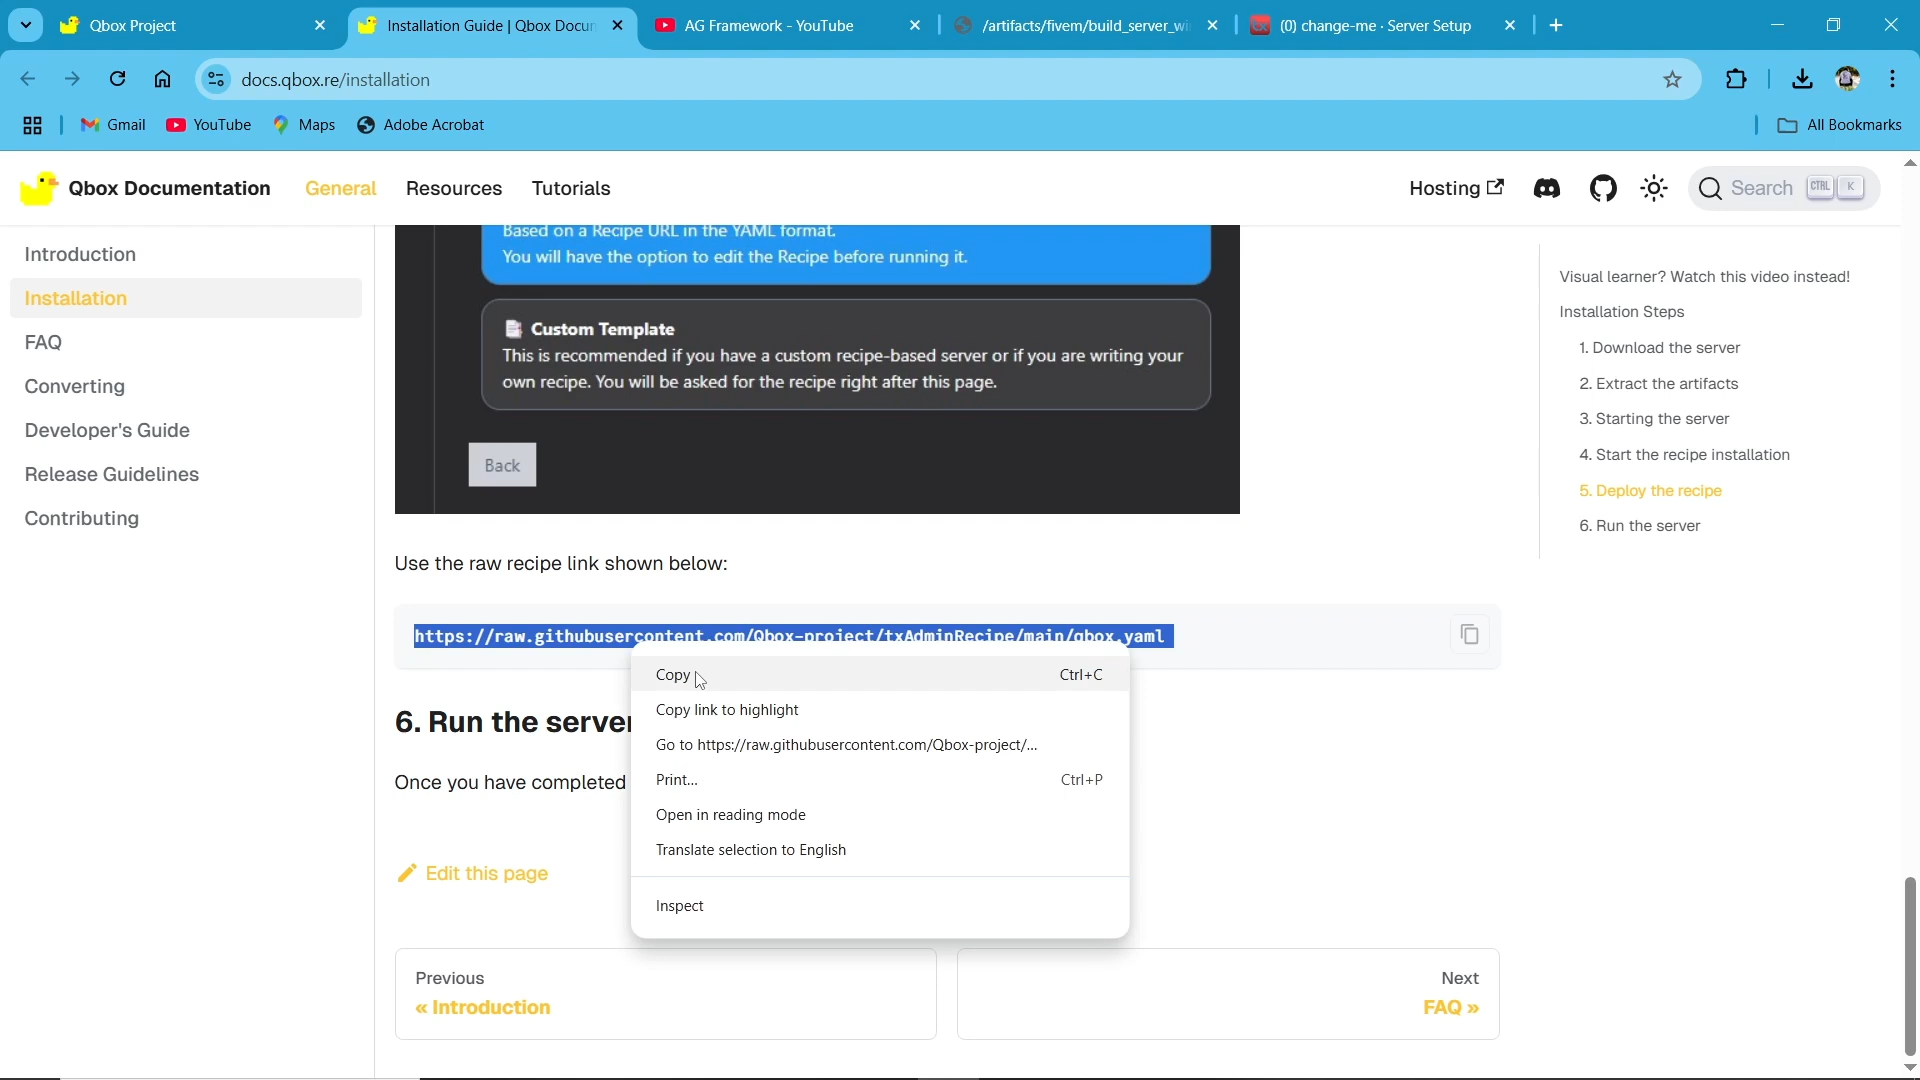 Qbox Project
Installation Guide | Qbox Docum
AG Framework - YouTube
/artifacts/fivem/build_server_wi
(0) change-me · Server Setup
docs.qbox.re/installation
Gmail
YouTube
Maps
Adobe Acrobat
All Bookmarks
Qbox Documentation
General
Resources
Tutorials
Hosting
Search
CTRL
K
Introduction
Installation
FAQ
Converting
Developer's Guide
Release Guidelines
Contributing
Based on a Recipe URL in the YAML format.
You will have the option to edit the Recipe before running it.
Custom Template
This is recommended if you have a custom recipe-based server or if you are writing your
own recipe. You will be asked for the recipe right after this page.
Back
Use the raw recipe link shown below:
https://raw.githubusercontent.com/Qbox-project/txAdminRecipe/main/qbox.yaml
Copy
Ctrl+C
Copy link to highlight
Go to https://raw.githubusercontent.com/Qbox-project/...
Print...
Ctrl+P
Open in reading mode
Translate selection to English
Inspect
6. Run the server
Once you have completed
Edit this page
Previous
« Introduction
Next
FAQ »
Visual learner? Watch this video instead!
Installation Steps
1. Download the server
2. Extract the artifacts
3. Starting the server
4. Start the recipe installation
5. Deploy the recipe
6. Run the server